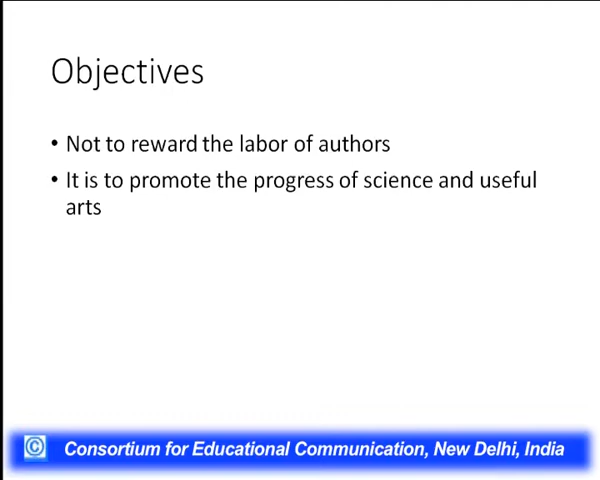 Objectives
• Not to reward the labor of authors
• It is to promote the progress of science and useful
arts
© Consortium for Educational Communication, New Delhi, India